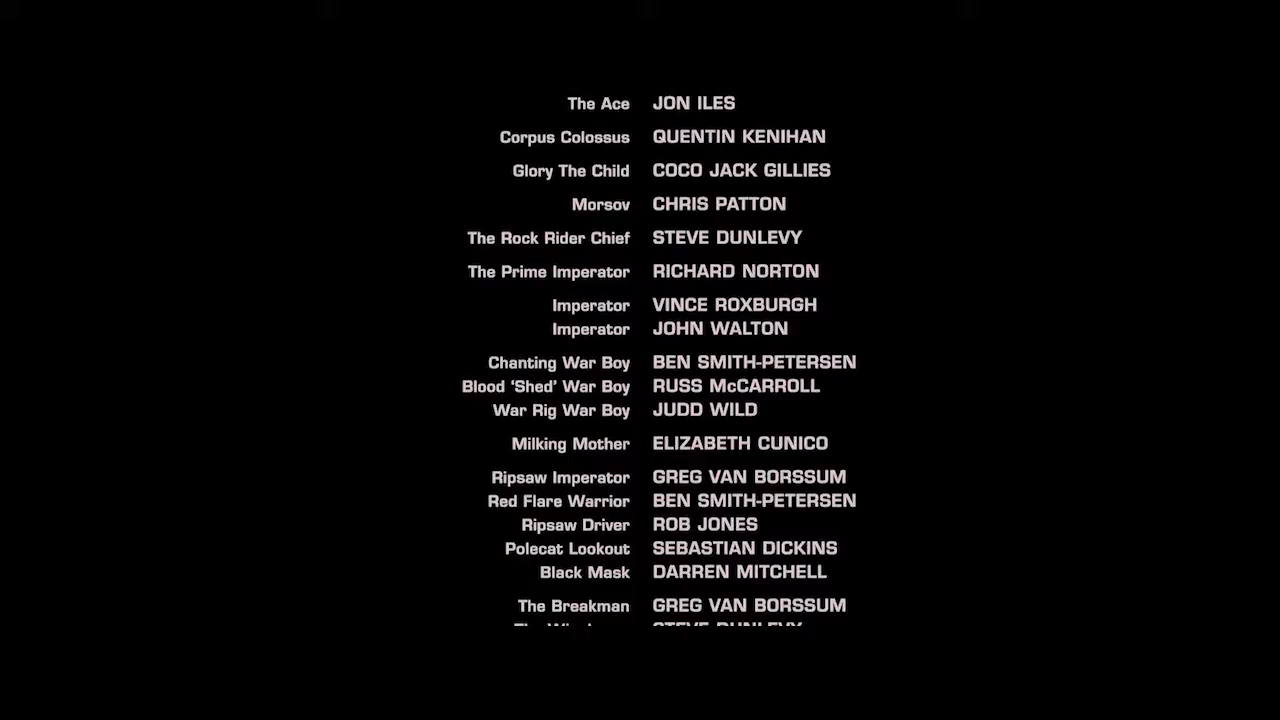 The Ace JON ILES
Corpus Colossus QUENTIN KENIHAN
Glory The Child COCO JACK GILLIES
Morsov CHRIS PATTON
The Rock Rider Chief STEVE DUNLEVY
The Prime Imperator RICHARD NORTON
Imperator VINCE ROXBURGH
Imperator JOHN WALTON
Chanting War Boy BEN SMITH-PETERSEN
Blood ‘Shed’ War Boy RUSS McCARROLL
War Rig War Boy JUDD WILD
Milking Mother ELIZABETH CUNICO
Ripsaw Imperator GREG VAN BORSSUM
Red Flare Warrior BEN SMITH-PETERSEN
Ripsaw Driver ROB JONES
Polecat Lookout SEBASTIAN DICKINS
Black Mask DARREN MITCHELL
The Breakman GREG VAN BORSSUM
The STEVE DUNLEVY